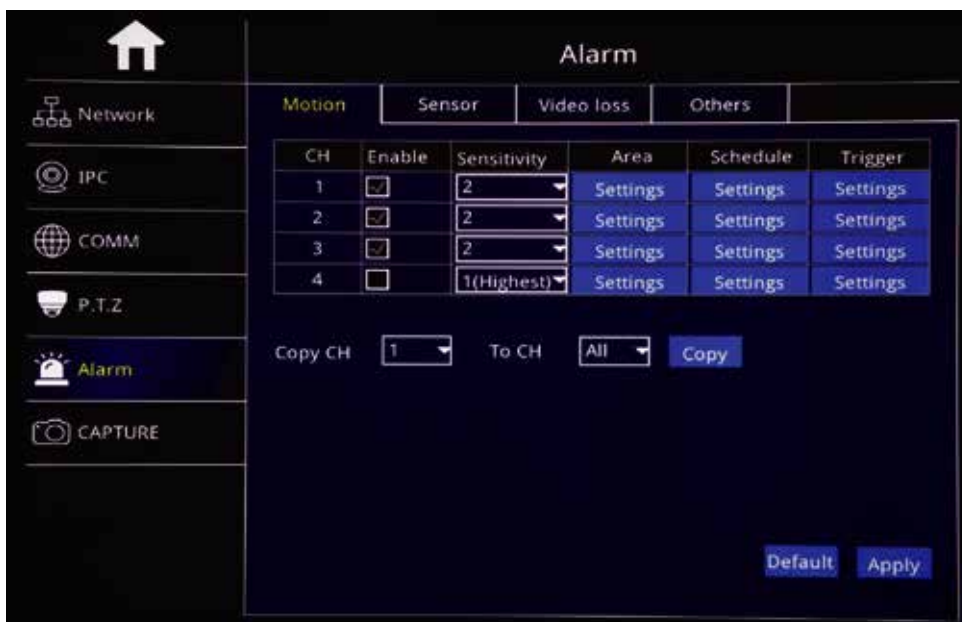 Alarm
Network
IPC
COMM
P.T.Z
Alarm
CAPTURE
Motion Sensor Video loss Others
CH Enable Sensitivity Area Schedule Trigger
1 2 Settings Settings Settings
2 2 Settings Settings Settings
3 2 Settings Settings Settings
4 1(Highest) Settings Settings Settings
Copy CH 1 To CH All Copy
Default Apply